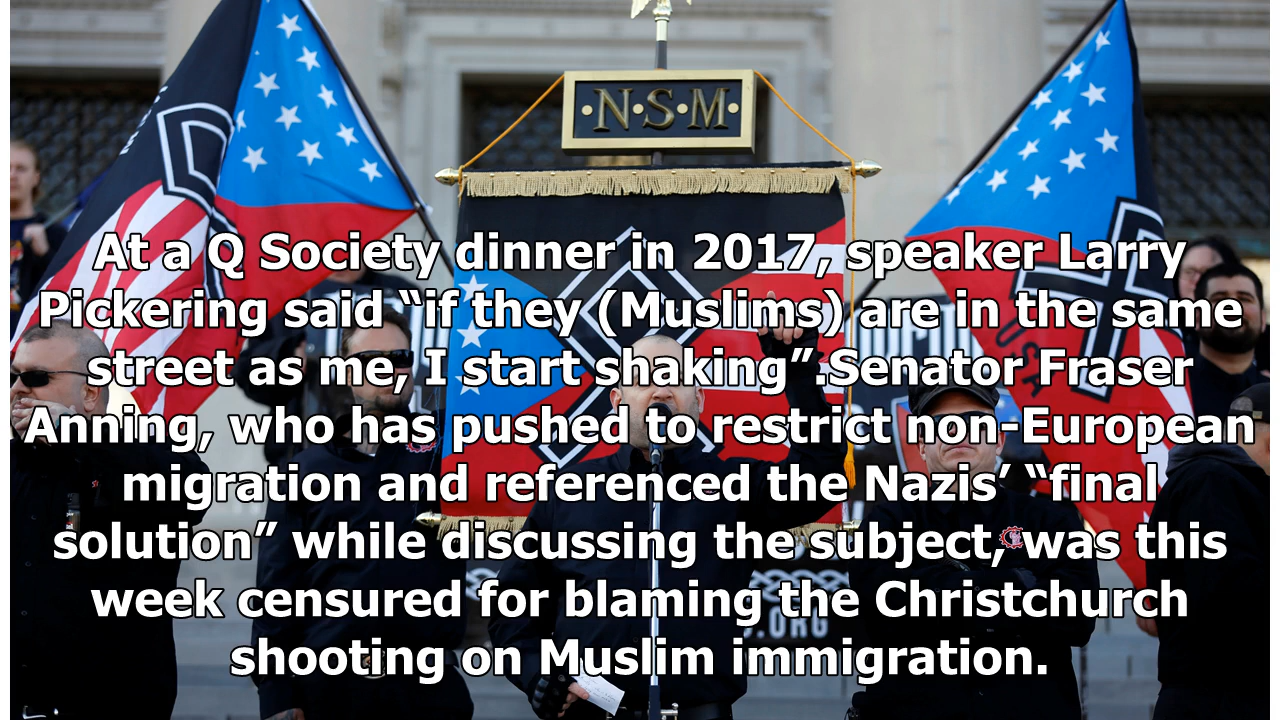 ·N·S·M·
At a Q Society dinner in 2017, speaker Larry
Pickering said “if they (Muslims) are in the same
street as me, I start shaking”.Senator Fraser
Anning, who has pushed to restrict non-European
migration and referenced the Nazis’ “final
solution” while discussing the subject, was this
week censured for blaming the Christchurch
shooting on Muslim immigration.
USA
.ORG